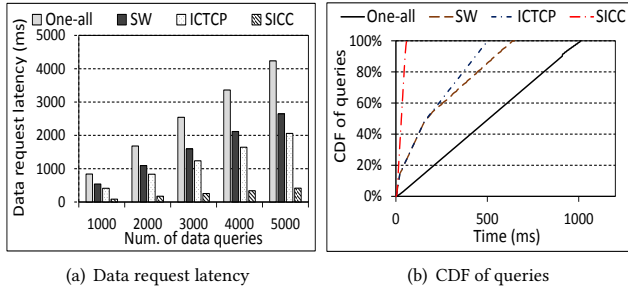 One-all SW ICTCP SICC
Data request latency (ms)
5000
4000
3000
2000
1000
0
1000 2000 3000 4000 5000
Num. of data queries
(a) Data request latency
One-all SW ICTCP SICC
CDF of queries
100%
80%
60%
40%
20%
0%
0 500 1000
Time (ms)
(b) CDF of queries